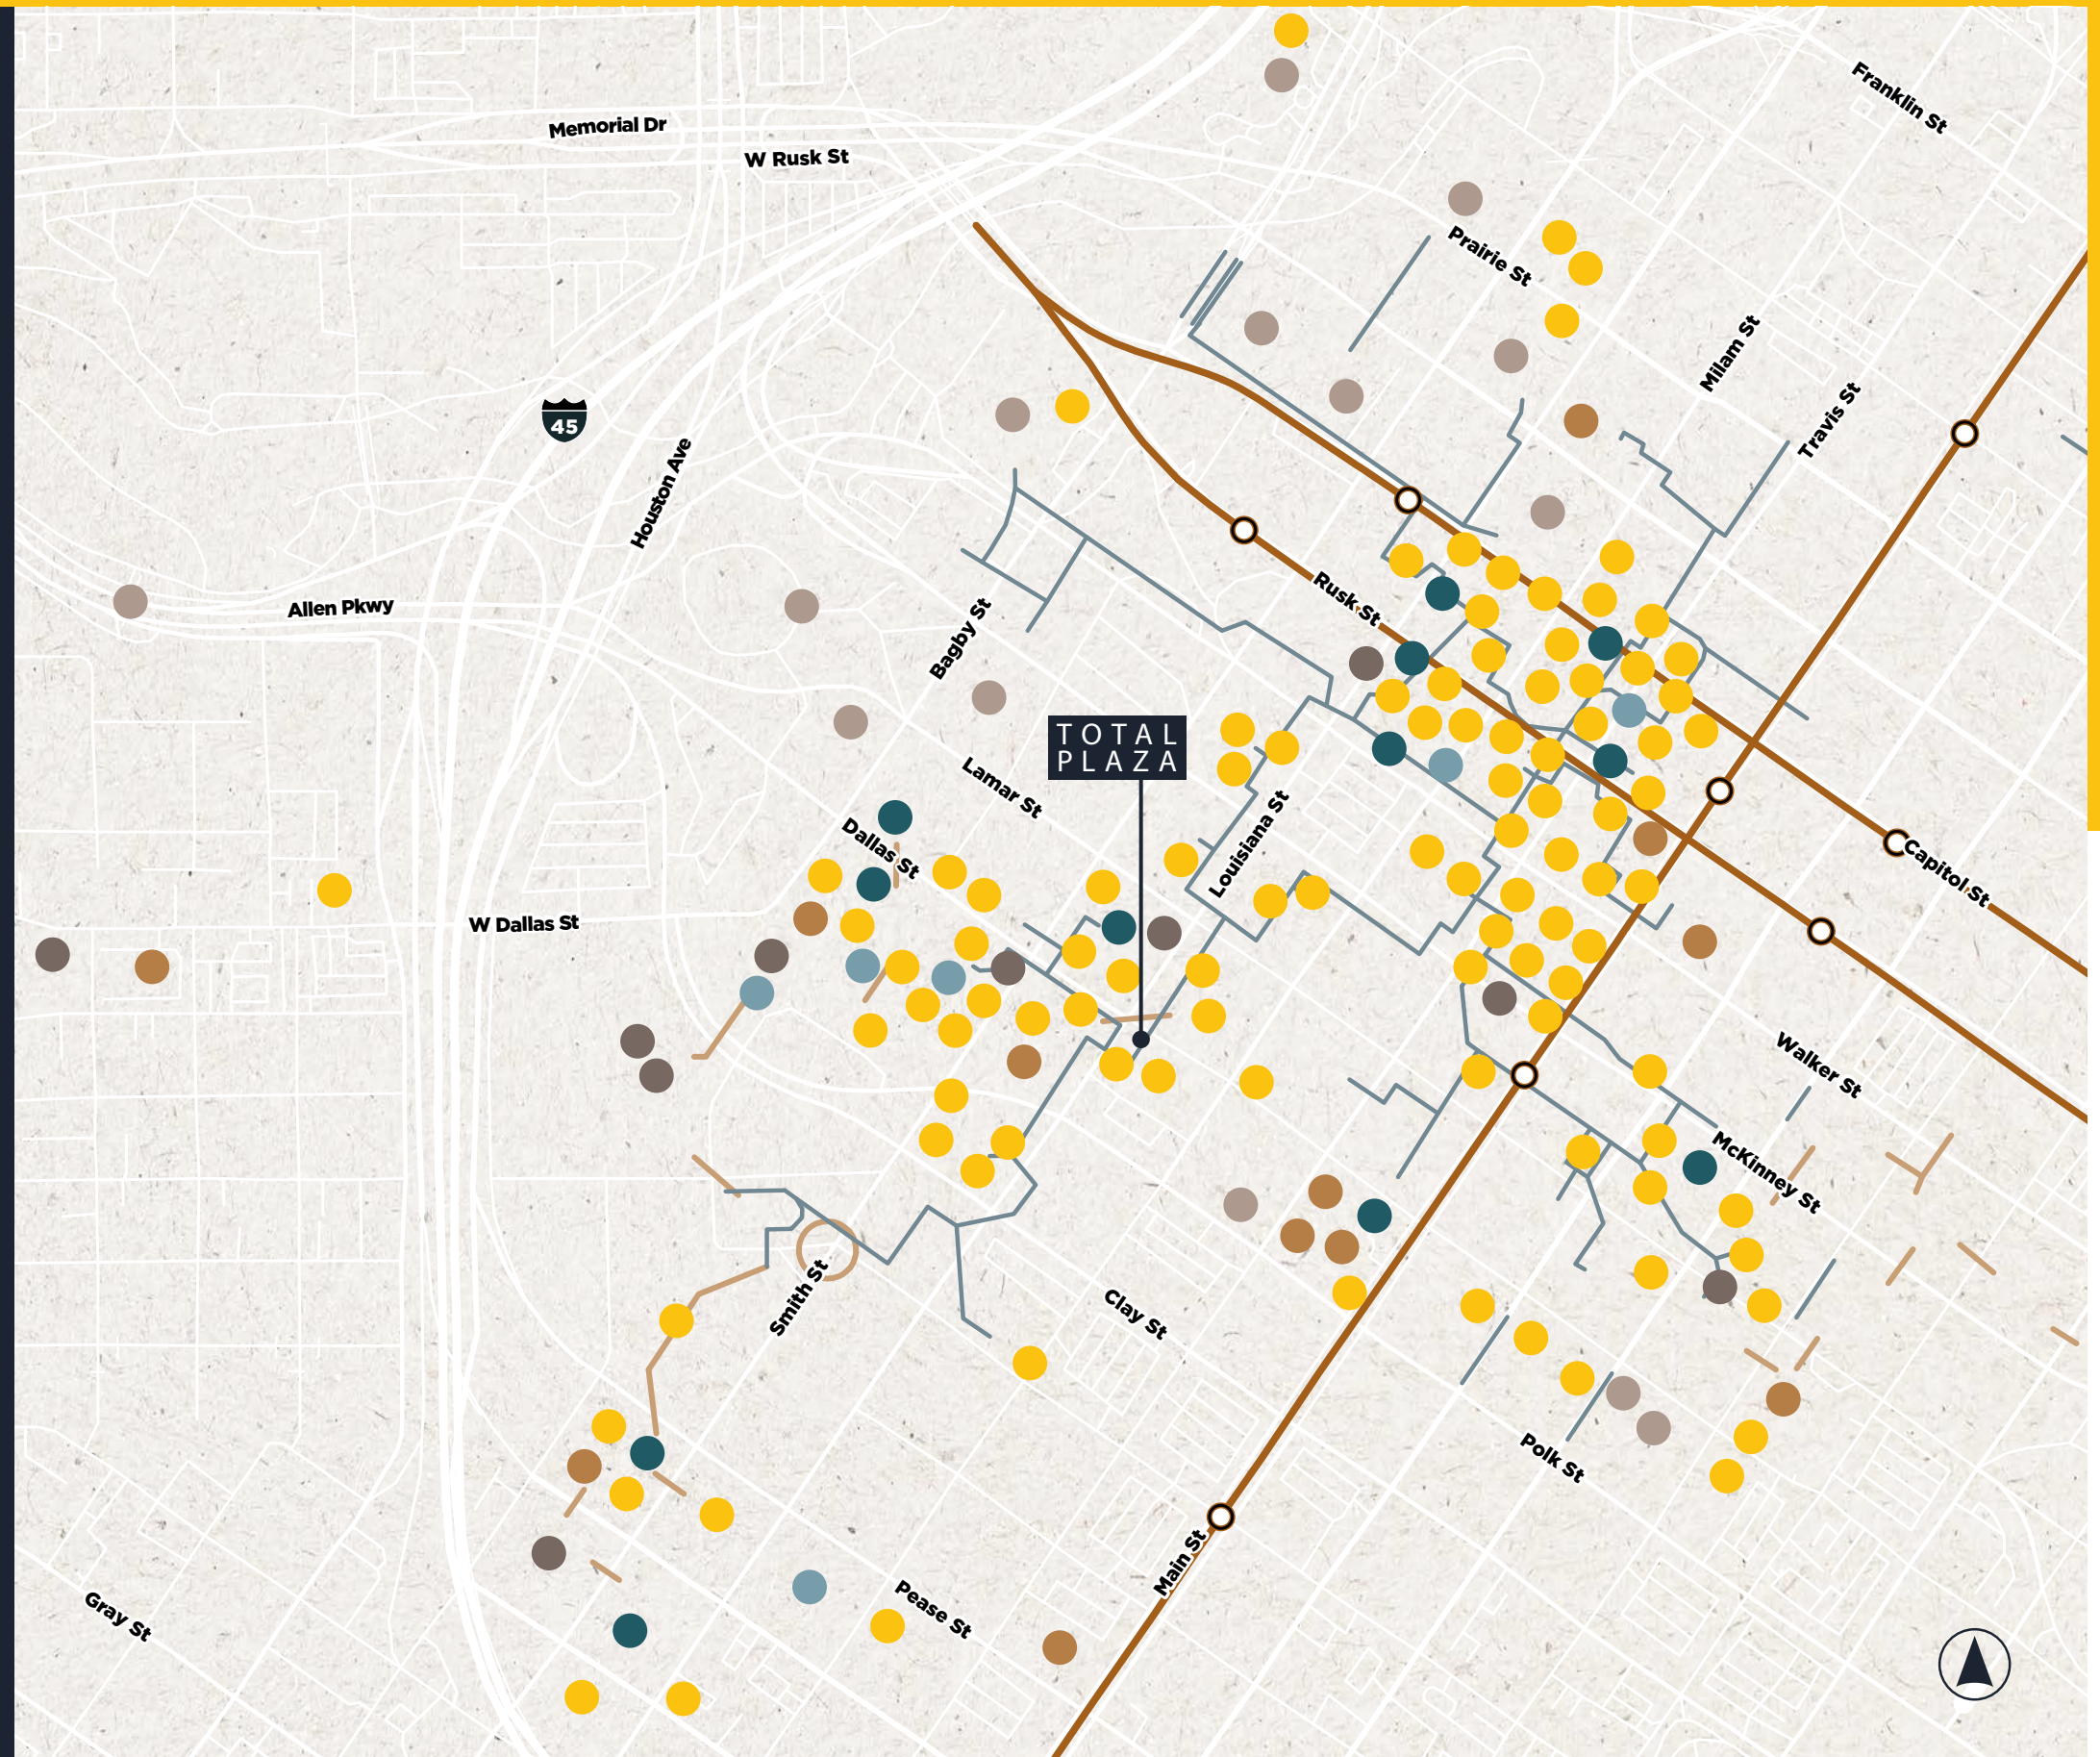 Franklin St
Memorial Dr
W Rusk St
Prairie St
Milam St
Travis St
45
Houston Ave
Rusk St
Allen Pkwy
Bagby St
TOTAL
PLAZA
Lamar St
Louisiana St
Dallas St
Capitol St
W Dallas St
Walker St
McKinney St
Smith St
Clay St
Polk St
Main St
Pease St
Gray St